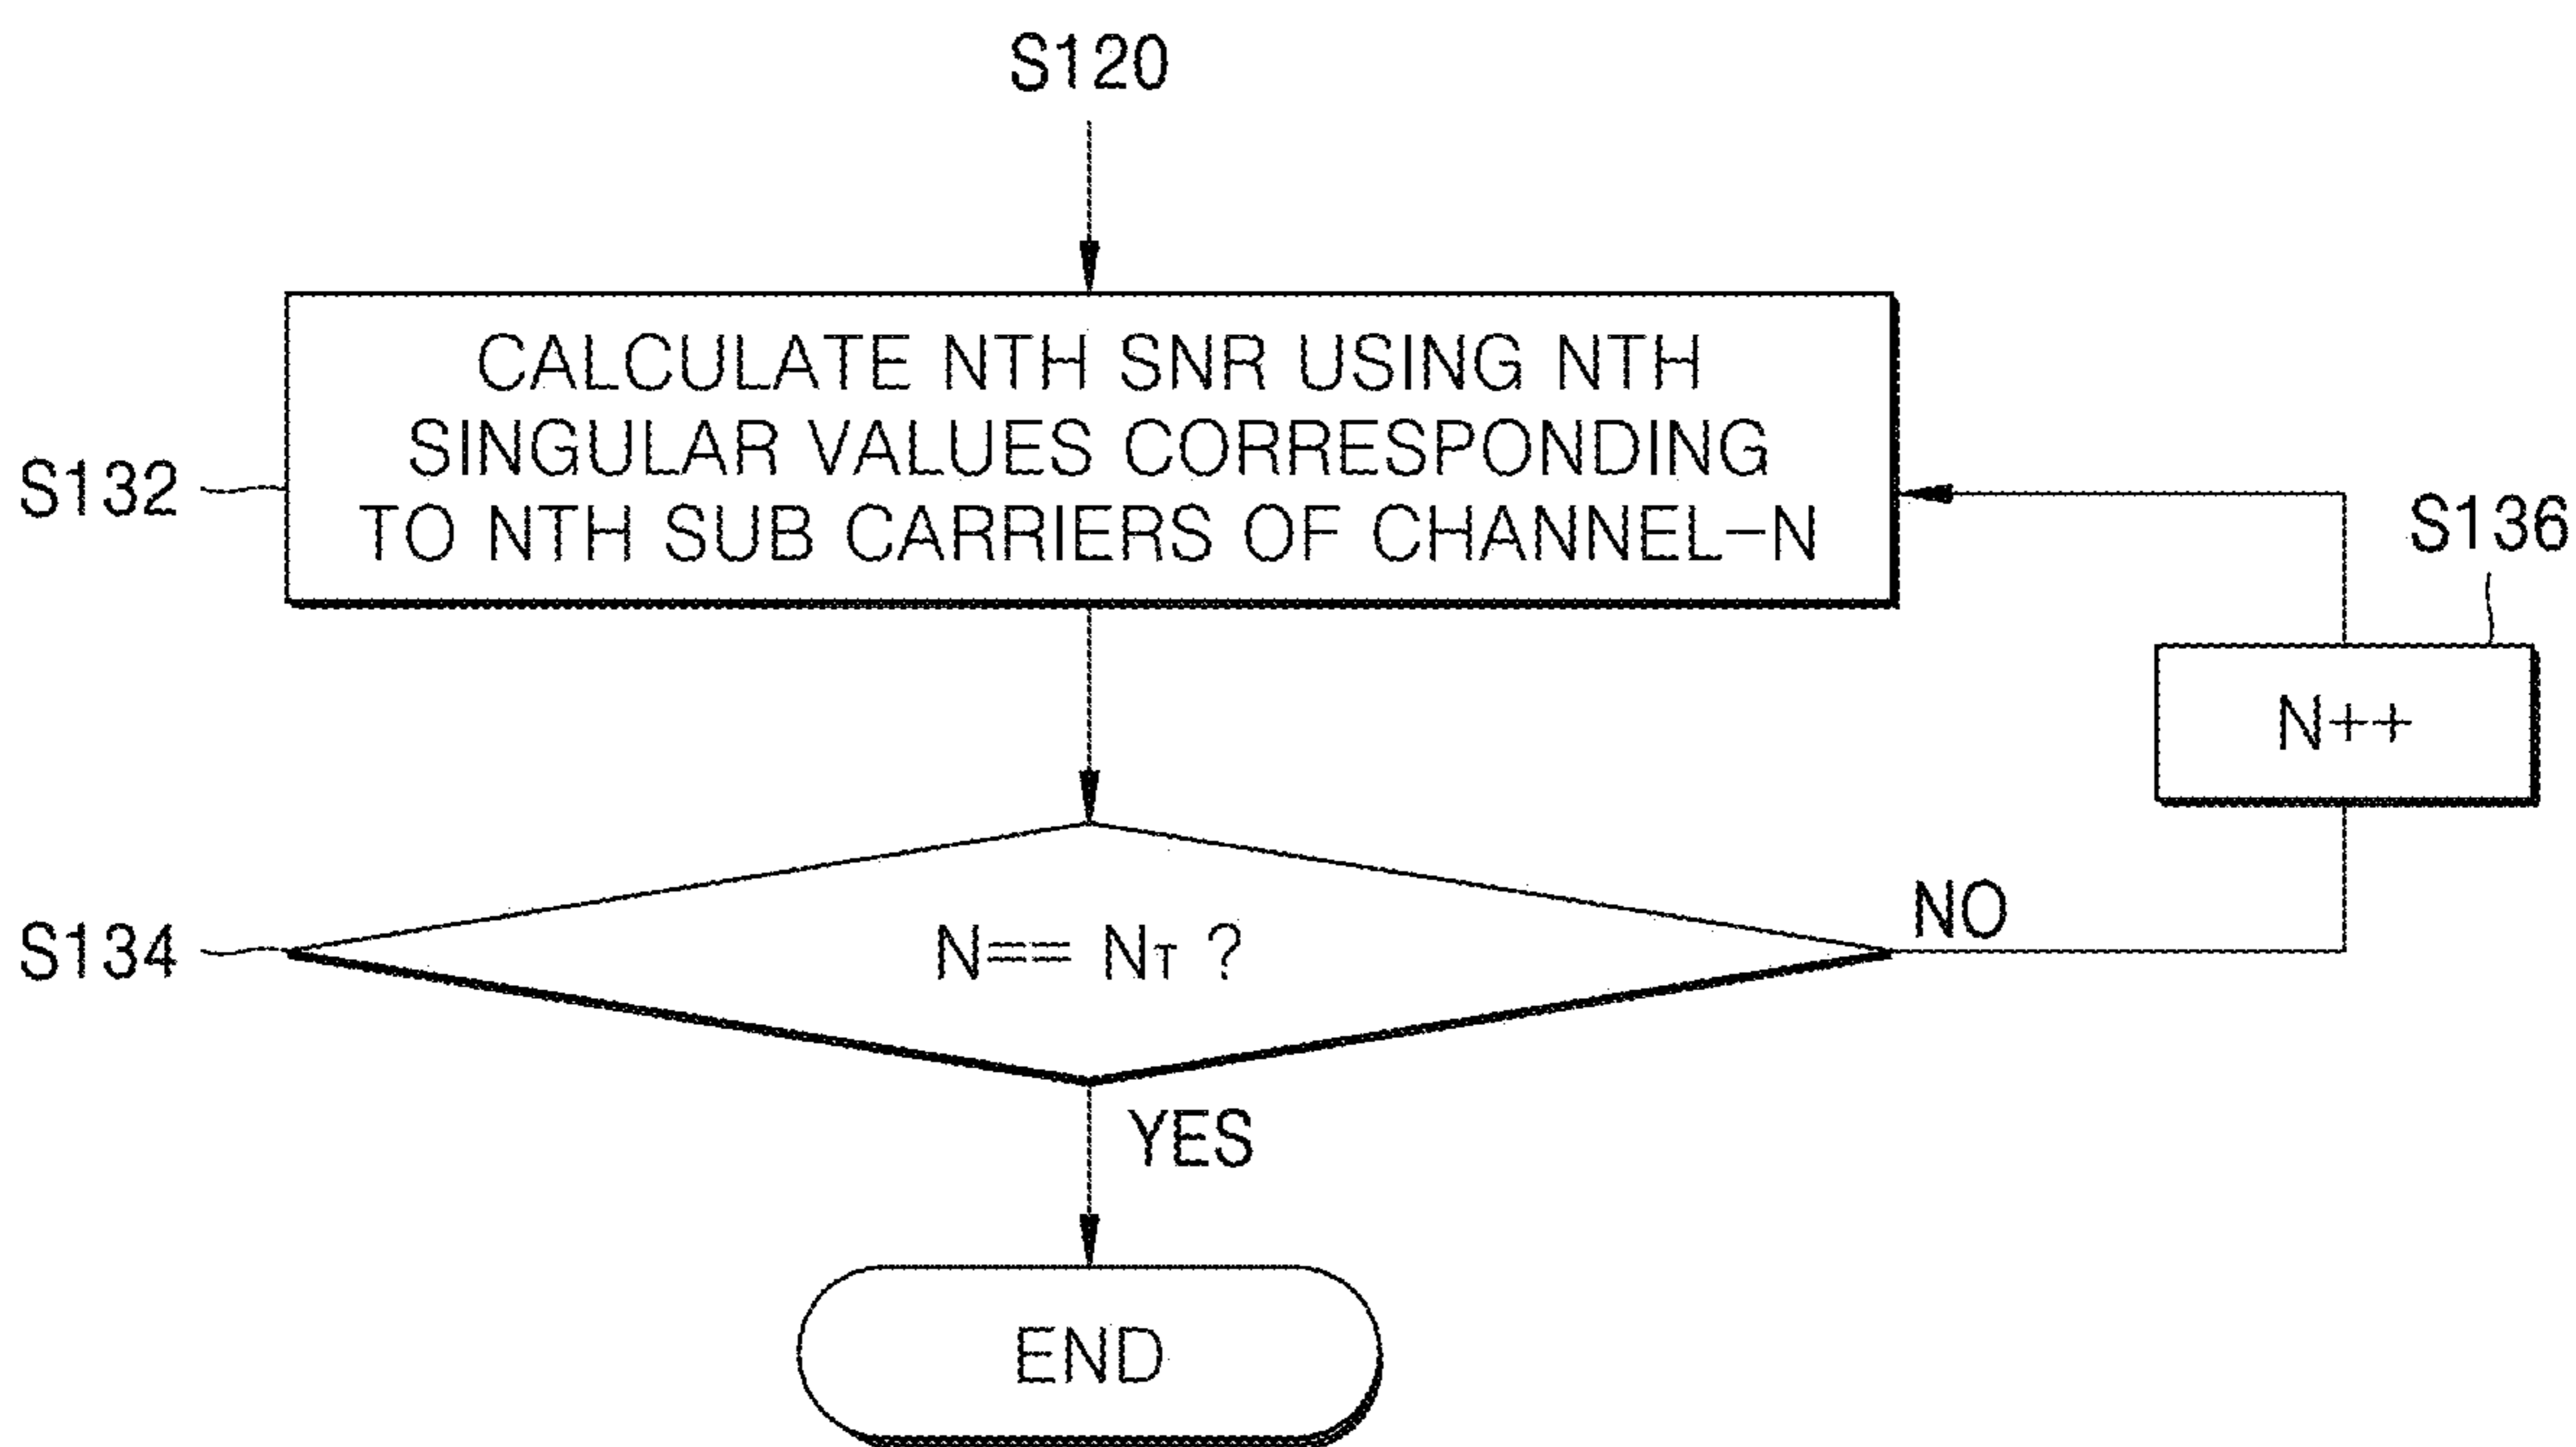 S120
CALCULATE NTH SNR USING NTH
SINGULAR VALUES CORRESPONDING
TO NTH SUB CARRIERS OF CHANNEL-N
S132
S136
N++
NO
S134
N== NT ?
YES
END